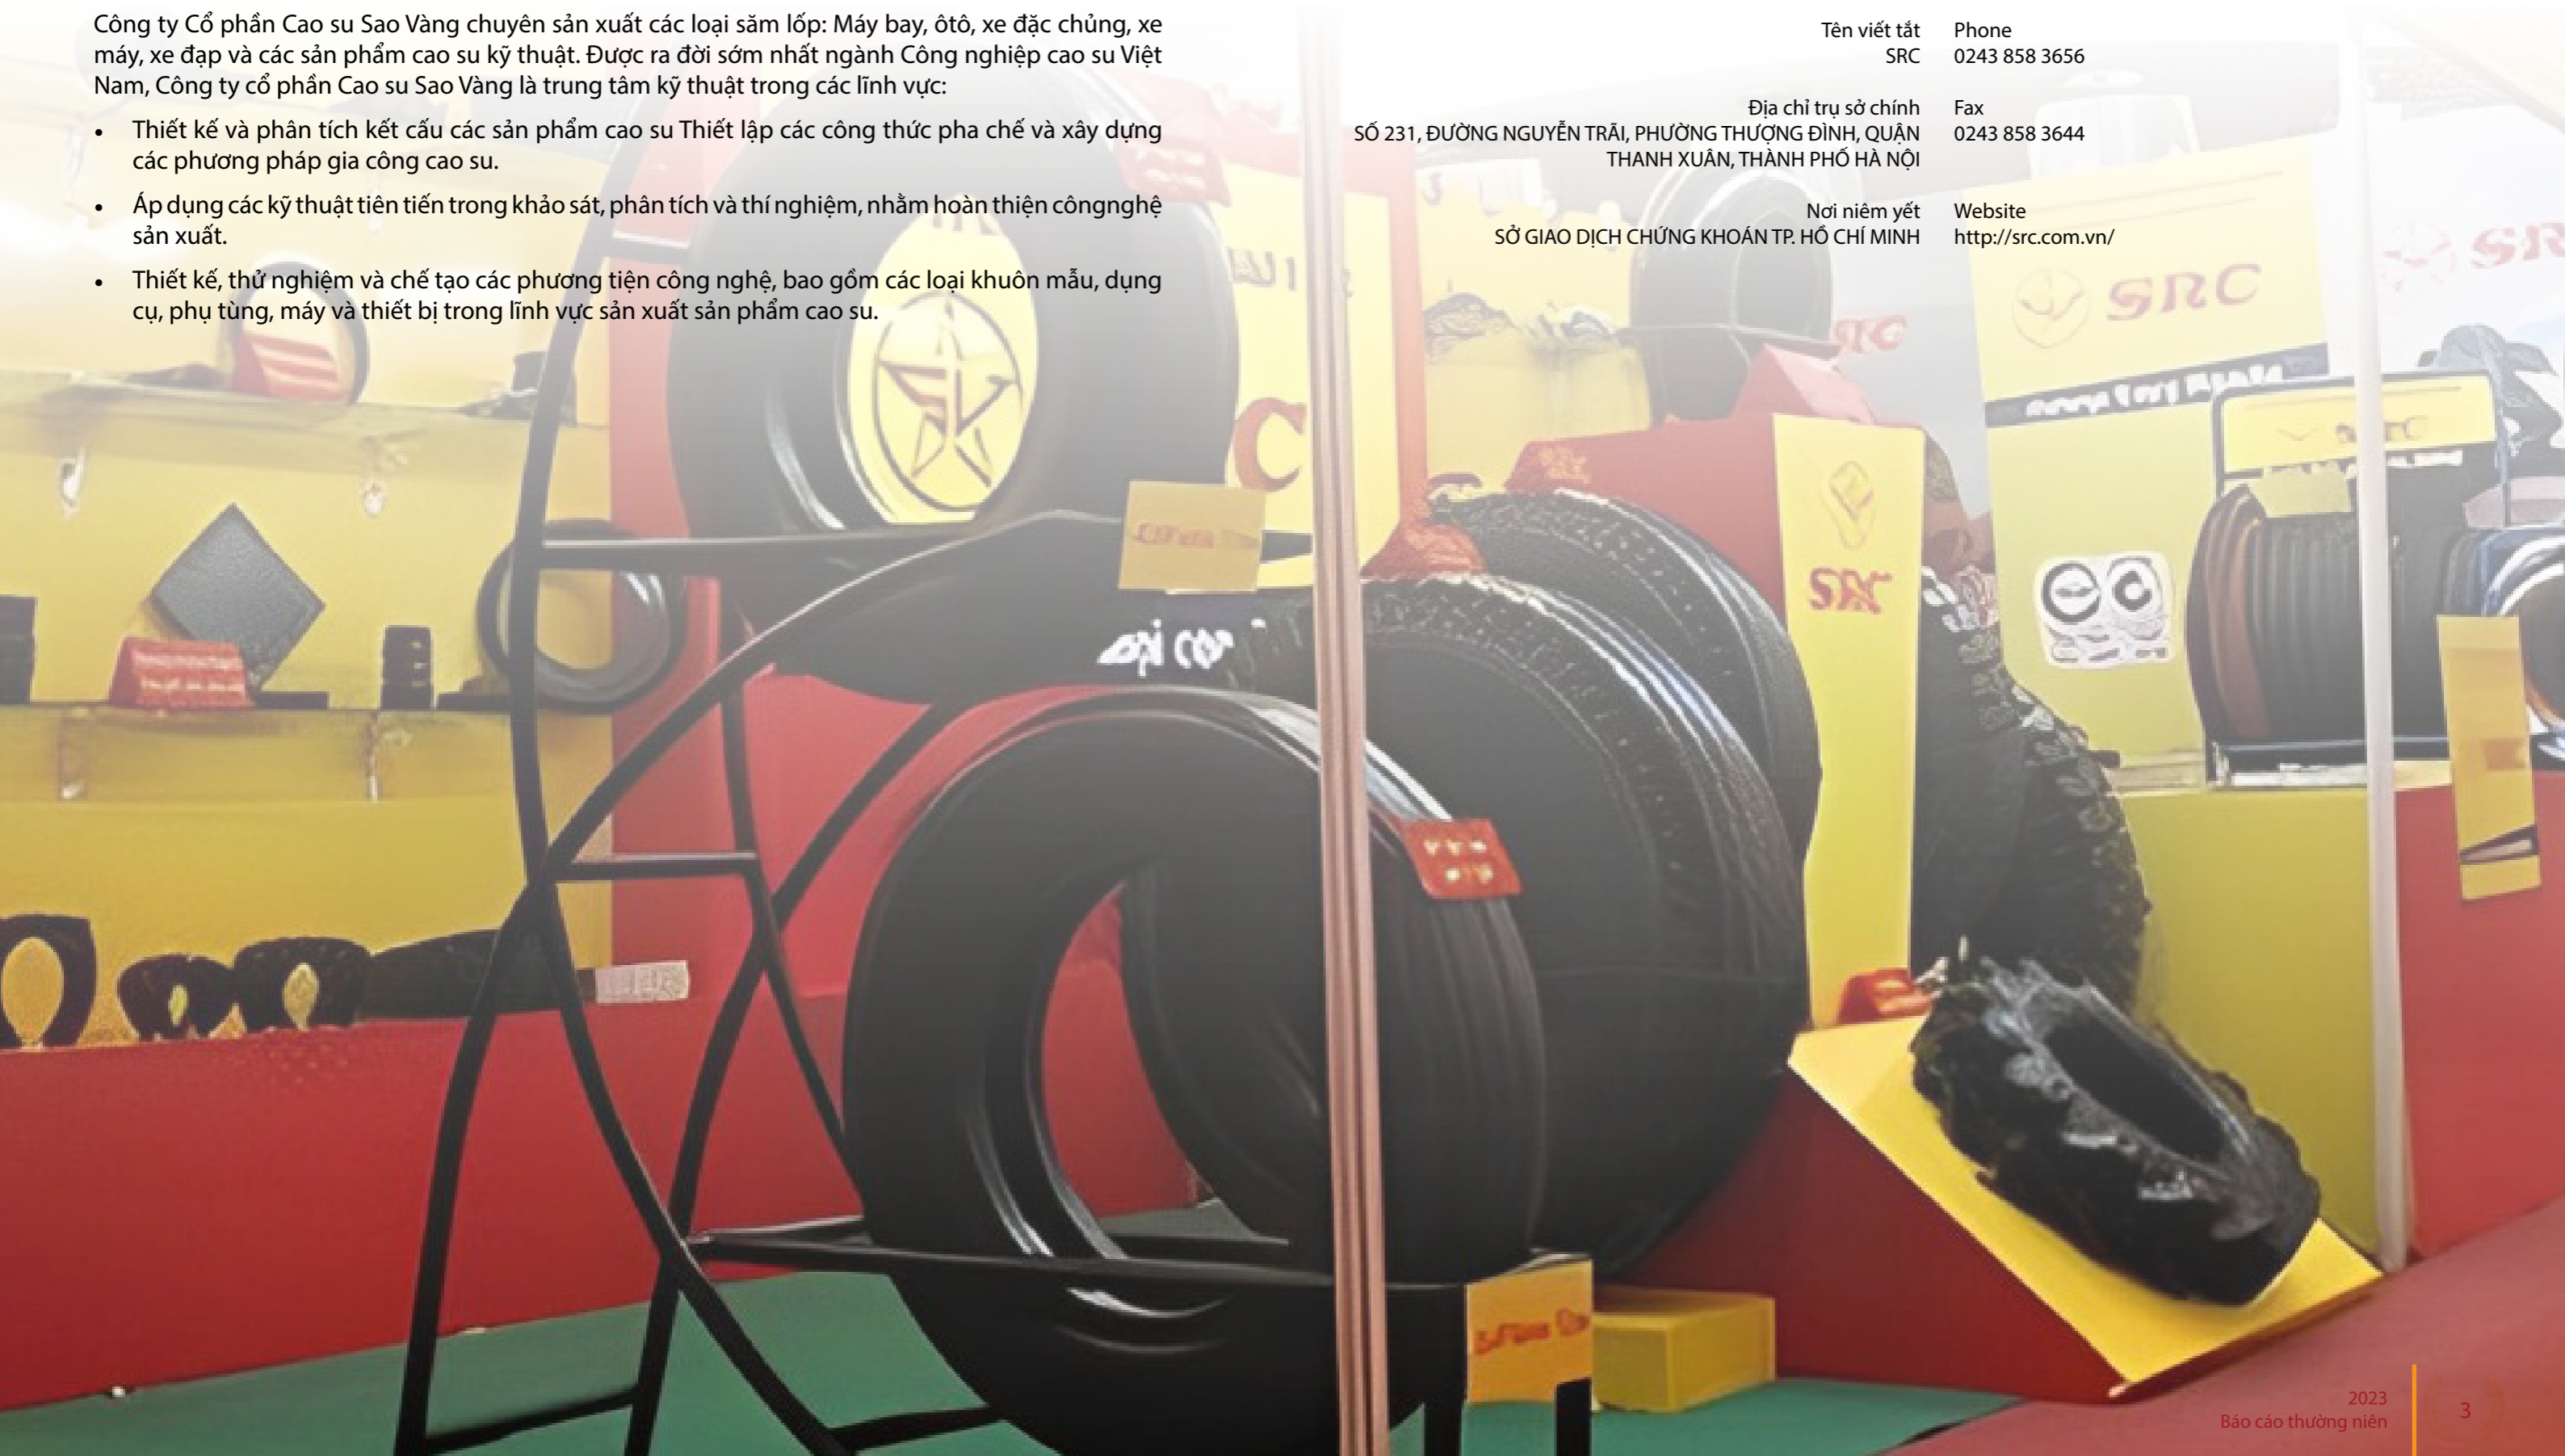 Công ty Cổ phần Cao su Sao Vàng chuyên sản xuất các loại săm lốp: Máy bay, ôtô, xe đặc chủng, xe
máy, xe đạp và các sản phẩm cao su kỹ thuật. Được ra đời sớm nhất ngành Công nghiệp cao su Việt
Nam, Công ty cổ phần Cao su Sao Vàng là trung tâm kỹ thuật trong các lĩnh vực:
• Thiết kế và phân tích kết cấu các sản phẩm cao su Thiết lập các công thức pha chế và xây dựng
các phương pháp gia công cao su.
• Áp dụng các kỹ thuật tiên tiến trong khảo sát, phân tích và thí nghiệm, nhằm hoàn thiện côngnghệ
sản xuất.
• Thiết kế, thử nghiệm và chế tạo các phương tiện công nghệ, bao gồm các loại khuôn mẫu, dụng
cụ, phụ tùng, máy và thiết bị trong lĩnh vực sản xuất sản phẩm cao su.
Tên viết tắt
SRC
Địa chỉ trụ sở chính
SỐ 231, ĐƯỜNG NGUYỄN TRÃI, PHƯỜNG THƯỢNG ĐÌNH, QUẬN
THANH XUÂN, THÀNH PHỐ HÀ NỘI
Nơi niêm yết
SỞ GIAO DỊCH CHỨNG KHOÁN TP. HỒ CHÍ MINH
Phone
0243 858 3656
Fax
0243 858 3644
Website
http://src.com.vn/
SRC
SRC
C
2023
Báo cáo thường niên
3